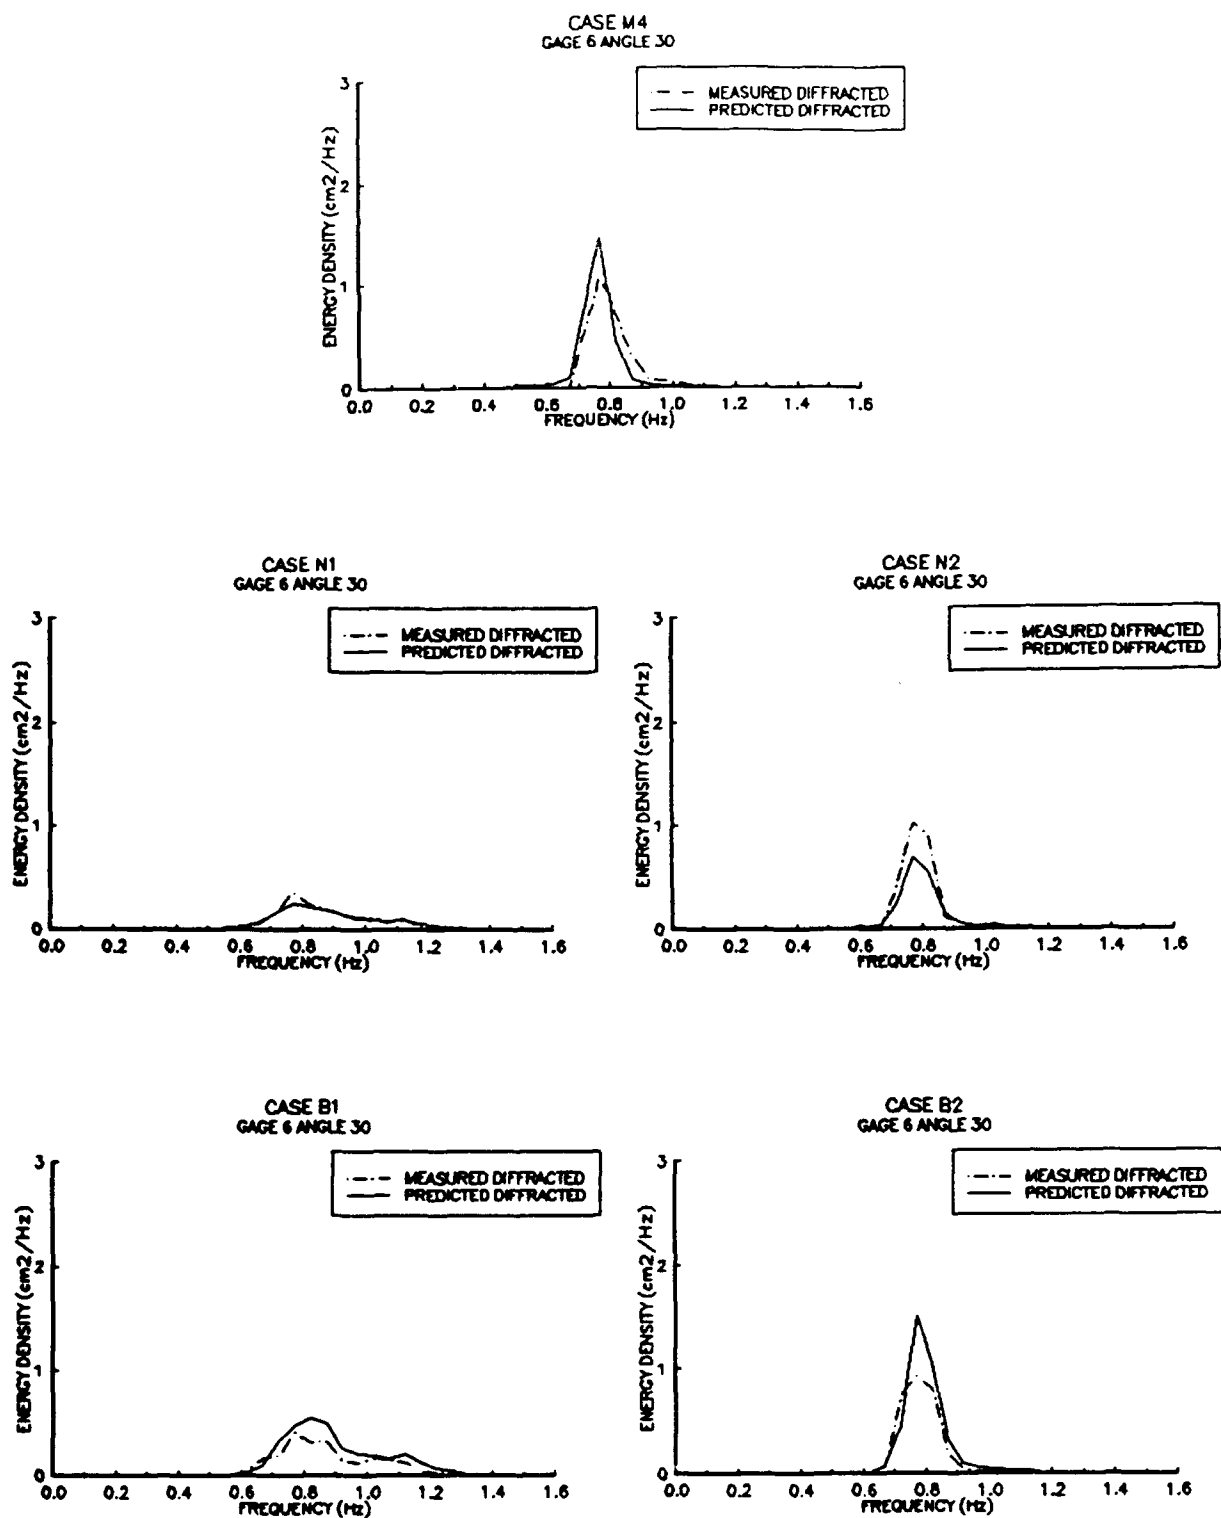 CASE M4
GAGE 6 ANGLE 30
MEASURED DIFFRACTED
PREDICTED DIFFRACTED
ENERGY DENSITY (cm2/Hz)
3
2
1
0
0.0 0.2 0.4 0.6 0.8 1.0 1.2 1.4 1.6
FREQUENCY (Hz)
CASE N1
GAGE 6 ANGLE 30
MEASURED DIFFRACTED
PREDICTED DIFFRACTED
ENERGY DENSITY (cm2/Hz)
3
2
1
0
0.0 0.2 0.4 0.6 0.8 1.0 1.2 1.4 1.6
FREQUENCY (Hz)
CASE N2
GAGE 6 ANGLE 30
MEASURED DIFFRACTED
PREDICTED DIFFRACTED
ENERGY DENSITY (cm2/Hz)
3
2
1
0
0.0 0.2 0.4 0.6 0.8 1.0 1.2 1.4 1.6
FREQUENCY (Hz)
CASE B1
GAGE 6 ANGLE 30
MEASURED DIFFRACTED
PREDICTED DIFFRACTED
ENERGY DENSITY (cm2/Hz)
3
2
1
0
0.0 0.2 0.4 0.6 0.8 1.0 1.2 1.4 1.6
FREQUENCY (Hz)
CASE B2
GAGE 6 ANGLE 30
MEASURED DIFFRACTED
PREDICTED DIFFRACTED
ENERGY DENSITY (cm2/Hz)
3
2
1
0
0.0 0.2 0.4 0.6 0.8 1.0 1.2 1.4 1.6
FREQUENCY (Hz)